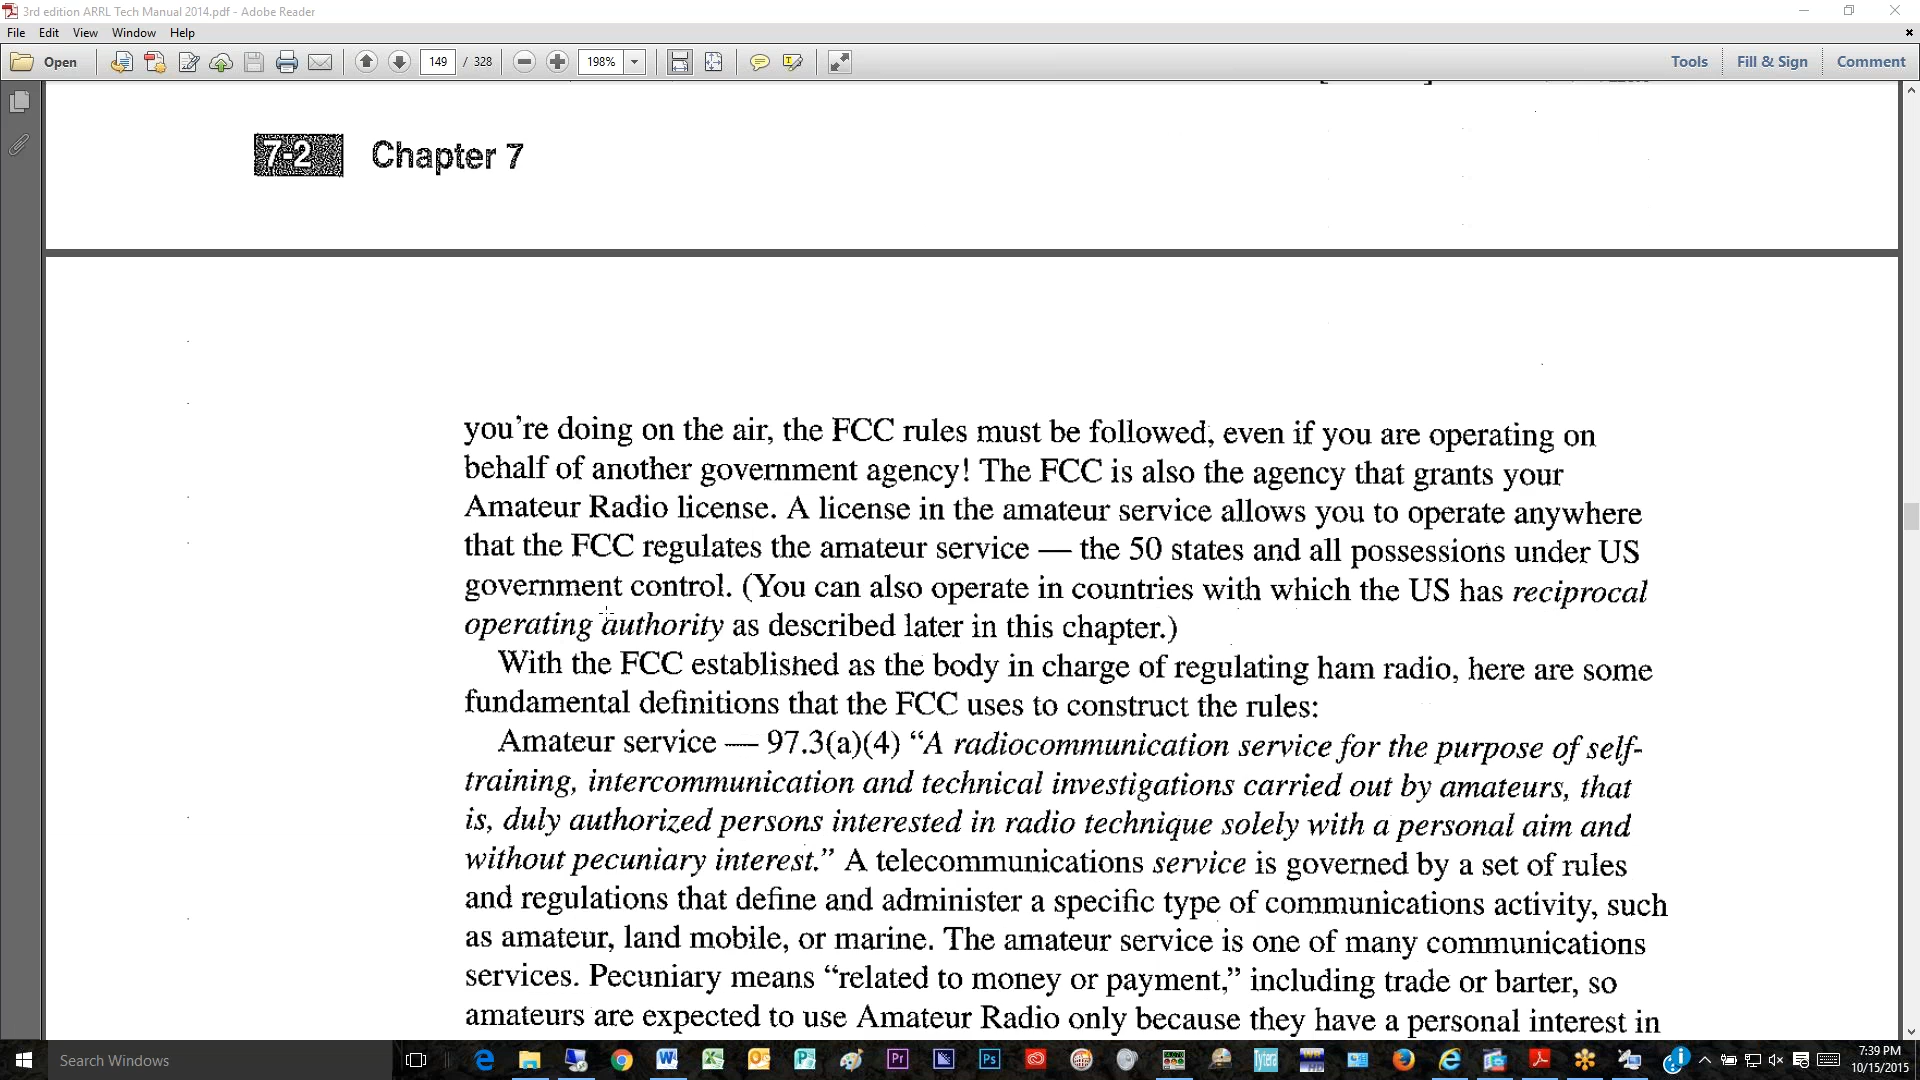 3rd edition ARRL Tech Manual 2014.pdf - Adobe Reader
File Edit View Window Help
Open 149 / 328 198% Tools Fill & Sign Comment
7-2 Chapter 7
you're doing on the air, the FCC rules must be followed, even if you are operating on
behalf of another government agency! The FCC is also the agency that grants your
Amateur Radio license. A license in the amateur service allows you to operate anywhere
that the FCC regulates the amateur service — the 50 states and all possessions under US
government control. (You can also operate in countries with which the US has reciprocal
operating authority as described later in this chapter.)
With the FCC established as the body in charge of regulating ham radio, here are some
fundamental definitions that the FCC uses to construct the rules:
Amateur service — 97.3(a)(4) “A radiocommunication service for the purpose of self-
training, intercommunication and technical investigations carried out by amateurs, that
is, duly authorized persons interested in radio technique solely with a personal aim and
without pecuniary interest.” A telecommunications service is governed by a set of rules
and regulations that define and administer a specific type of communications activity, such
as amateur, land mobile, or marine. The amateur service is one of many communications
services. Pecuniary means “related to money or payment,” including trade or barter, so
amateurs are expected to use Amateur Radio only because they have a personal interest in
Search Windows
Pr Ps Tytera
7:39 PM
10/15/2015